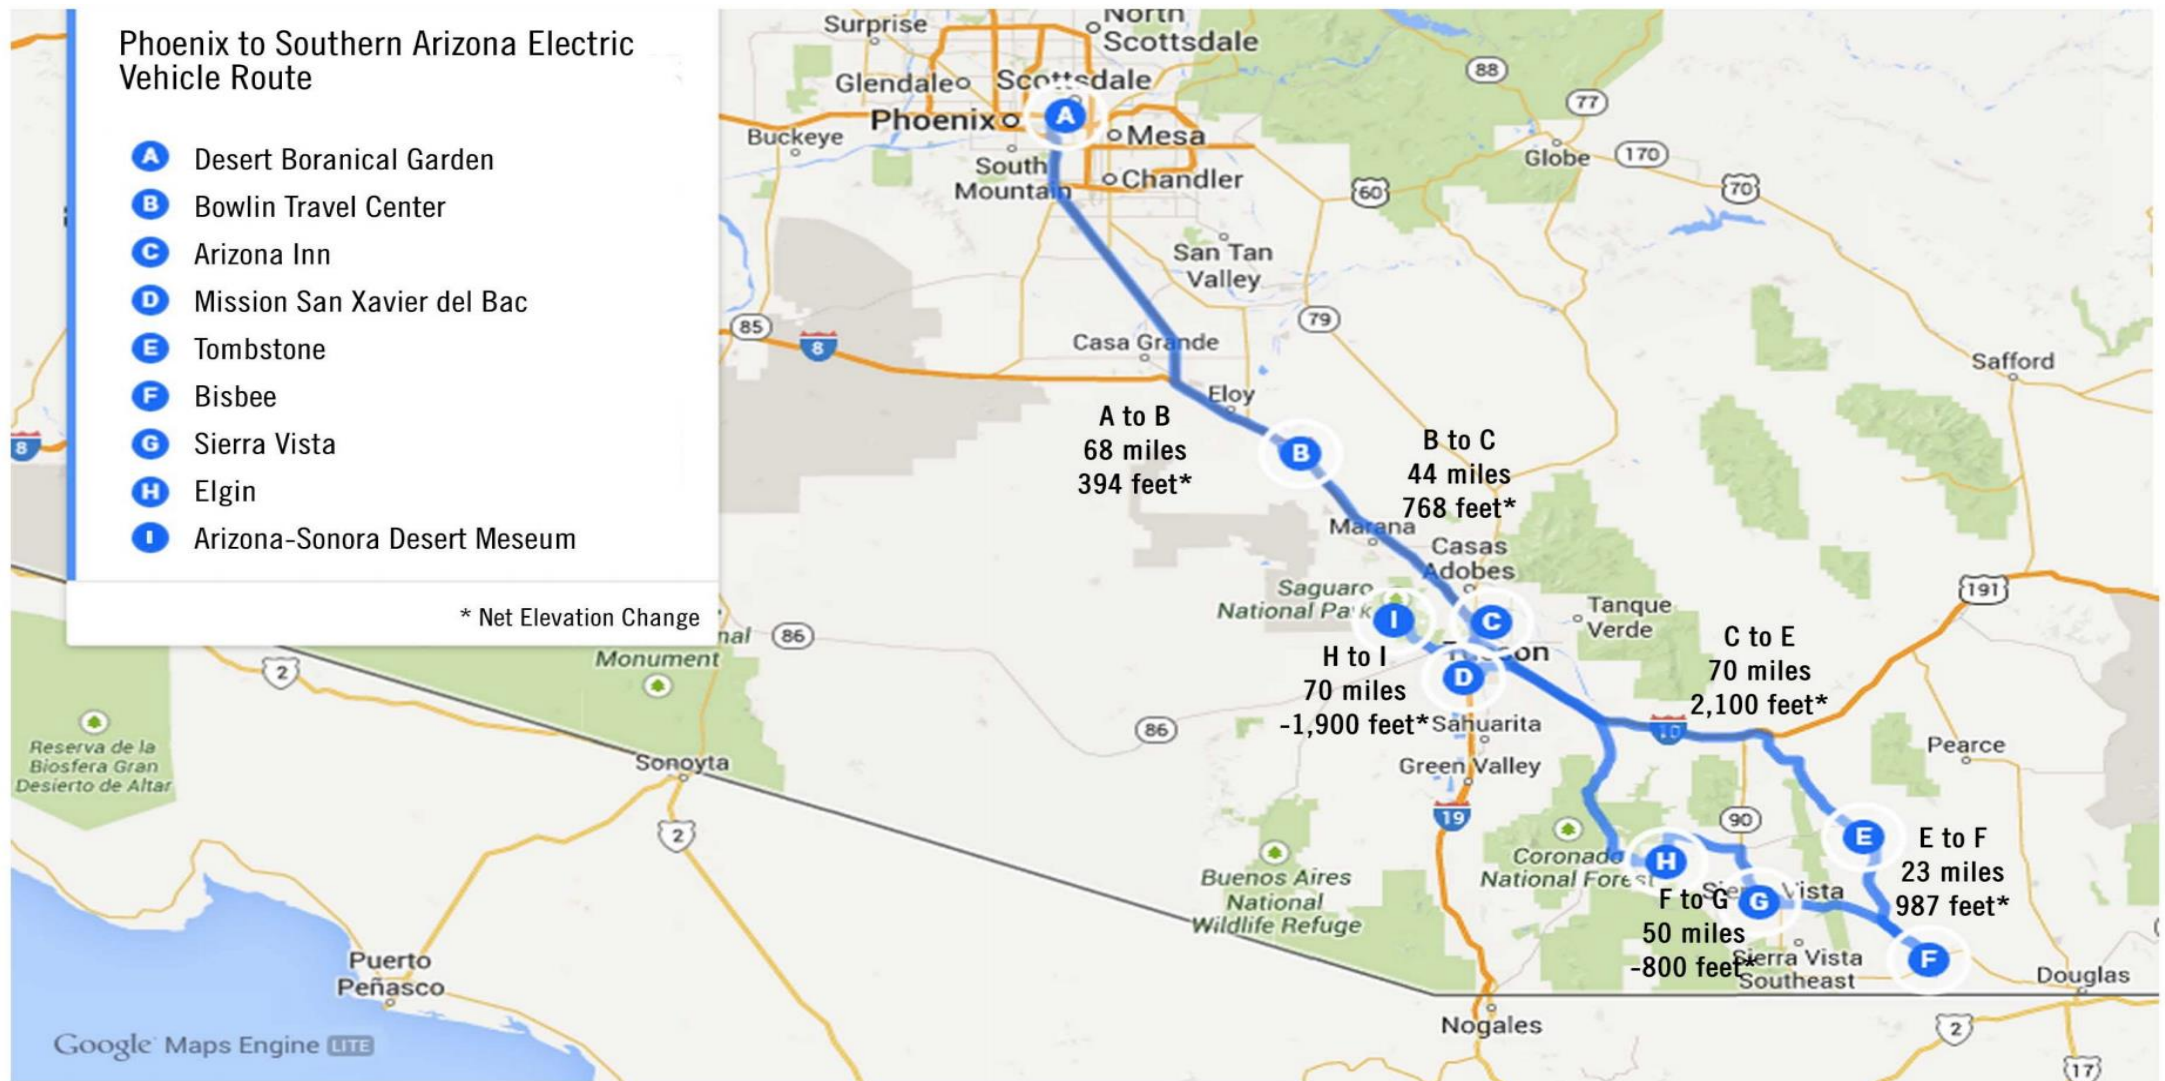 Phoenix to Southern Arizona Electric
Vehicle Route
A Desert Boranical Garden
B Bowlin Travel Center
C Arizona Inn
D Mission San Xavier del Bac
E Tombstone
F Bisbee
G Sierra Vista
H Elgin
I Arizona-Sonora Desert Meseum
* Net Elevation Change
Surprise
North
Scottsdale
Glendale
Scottsdale
Phoenix
A
Mesa
Buckeye
South
Mountain
Chandler
88
77
Globe
170
70
60
San Tan
Valley
79
85
8
Casa Grande
Safford
Eloy
8
A to B
68 miles
394 feet*
B
B to C
44 miles
768 feet*
Marana
Casas
Adobes
Saguaro
National Park
I
C
Tanque
Verde
191
Tucson
H to I
70 miles
-1,900 feet*
D
C to E
70 miles
2,100 feet*
86
Monument
2
86
Sahuarita
10
Pearce
Reserva de la
Biosfera Gran
Desierto de Altar
Sonoyta
Green Valley
19
90
2
E
E to F
23 miles
987 feet*
Coronado
National Forest
H
Buenos Aires
National
Wildlife Refuge
Sierra Vista
G
F to G
50 miles
-800 feet*
Sierra Vista
Southeast
F
Puerto
Peñasco
Douglas
Nogales
2
17
Google Maps Engine LITE